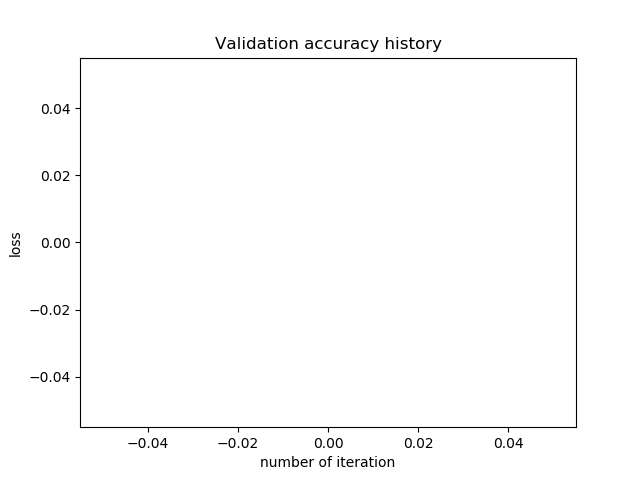 Validation accuracy history
0.04
0.02
0.00
−0.02
−0.04
loss
−0.04 −0.02 0.00 0.02 0.04
number of iteration